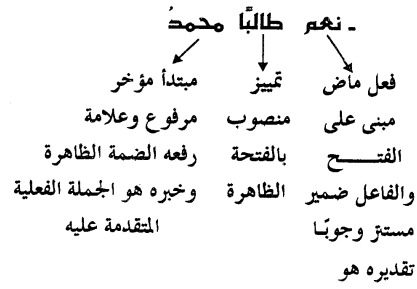 ـ نعم طالبًا محمدُ
فعل ماض تمييز مبتدأ مؤخر
مبنى على منصوب مرفوع وعلامة
الفتـــــح بالفتحة رفعه الضمة الظاهرة
والفاعل ضمير الظاهرة وخبره هو الجملة الفعلية
مستتر وجوبًا المتقدمة عليه
تقديره هو